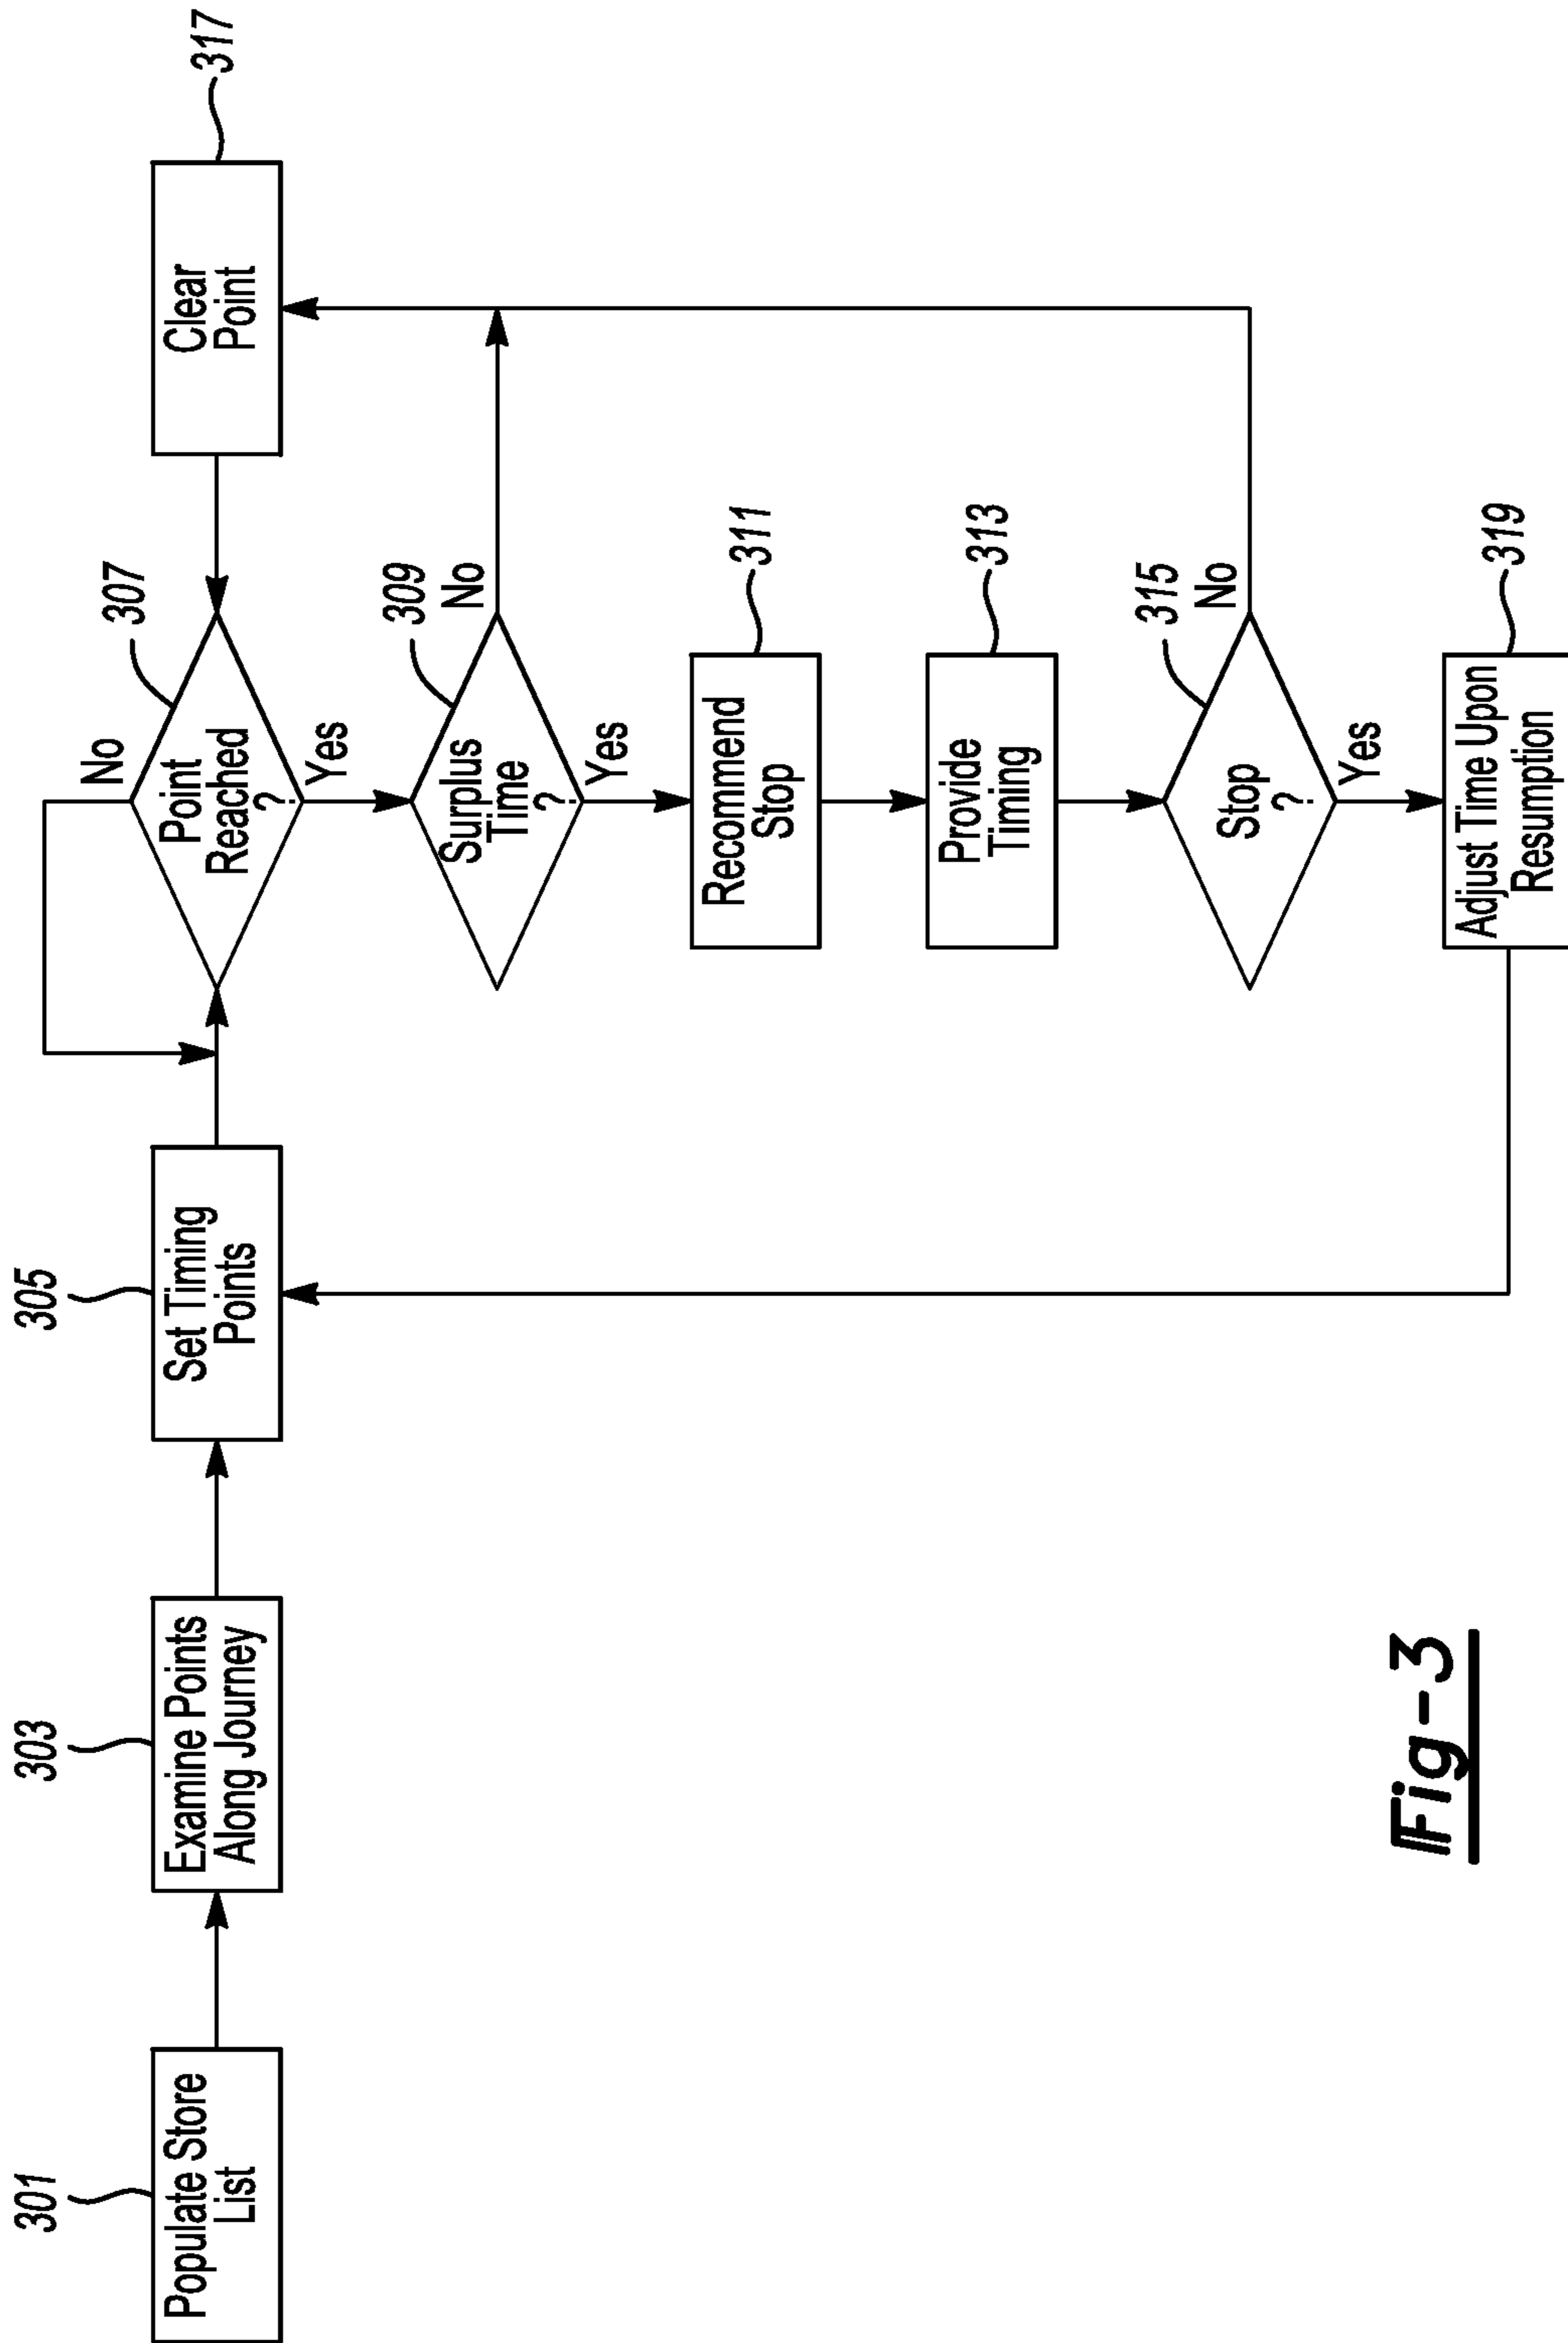 301
Populate Store
List
303
Examine Points
Along Journey
305
Set Timing
Points
No
307
Point
Reached
?
Yes
317
Clear
Point
309
Surplus
Time
?
No
Yes
311
Recommend
Stop
313
Provide
Timing
315
Stop
?
No
Yes
319
Adjust Time Upon
Resumption
Fig-3